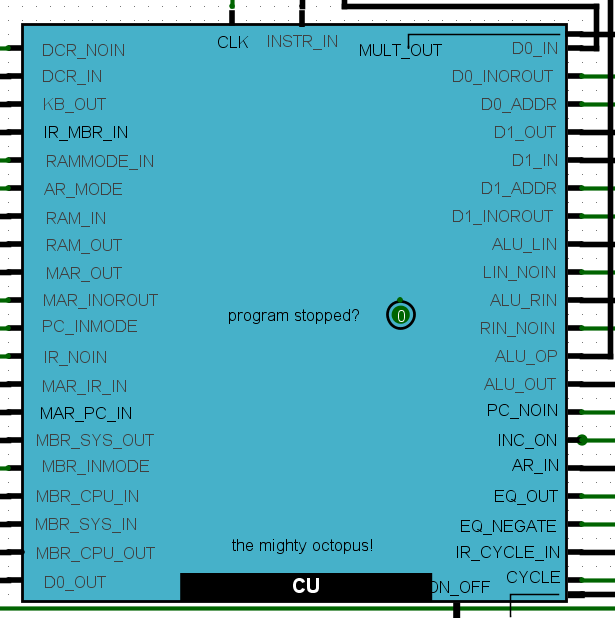 CLK INSTR_IN MULT_OUT
DCR_NOIN
DCR_IN
KB_OUT
IR_MBR_IN
RAMMODE_IN
AR_MODE
RAM_IN
RAM_OUT
MAR_OUT
MAR_INOROUT
PC_INMODE
IR_NOIN
MAR_IR_IN
MAR_PC_IN
MBR_SYS_OUT
MBR_INMODE
MBR_CPU_IN
MBR_SYS_IN
MBR_CPU_OUT
D0_OUT
program stopped? 0
the mighty octopus!
CU
D0_IN
D0_INOROUT
D0_ADDR
D1_OUT
D1_IN
D1_ADDR
D1_INOROUT
ALU_LIN
LIN_NOIN
ALU_RIN
RIN_NOIN
ALU_OP
ALU_OUT
PC_NOIN
INC_ON
AR_IN
EQ_OUT
EQ_NEGATE
IR_CYCLE_IN
CYCLE
ON_OFF